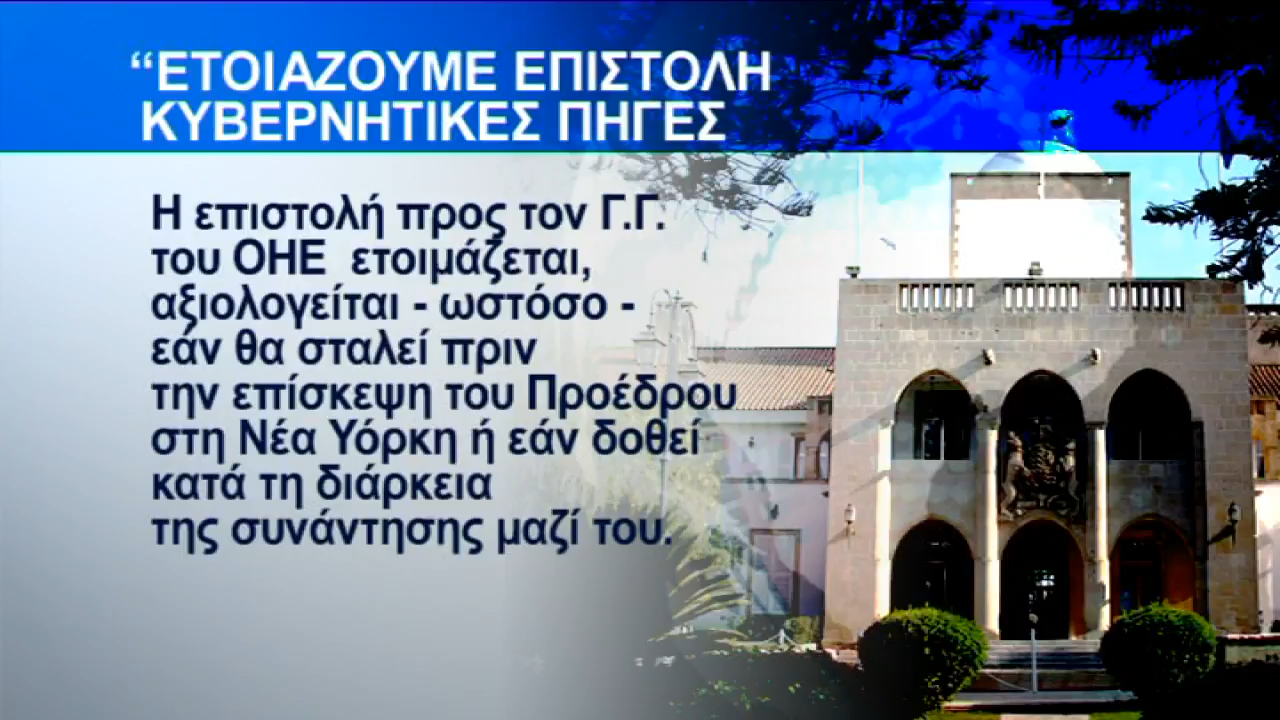 “ΕΤΟΙΑΖΟΥΜΕ ΕΠΙΣΤΟΛΗ
ΚΥΒΕΡΝΗΤΙΚΕΣ ΠΗΓΕΣ
Η επιστολή προς τον Γ.Γ.
του ΟΗΕ ετοιμάζεται,
αξιολογείται - ωστόσο -
εάν θα σταλεί πριν
την επίσκεψη του Προέδρου
στη Νέα Υόρκη ή εάν δοθεί
κατά τη διάρκεια
της συνάντησης μαζί του.